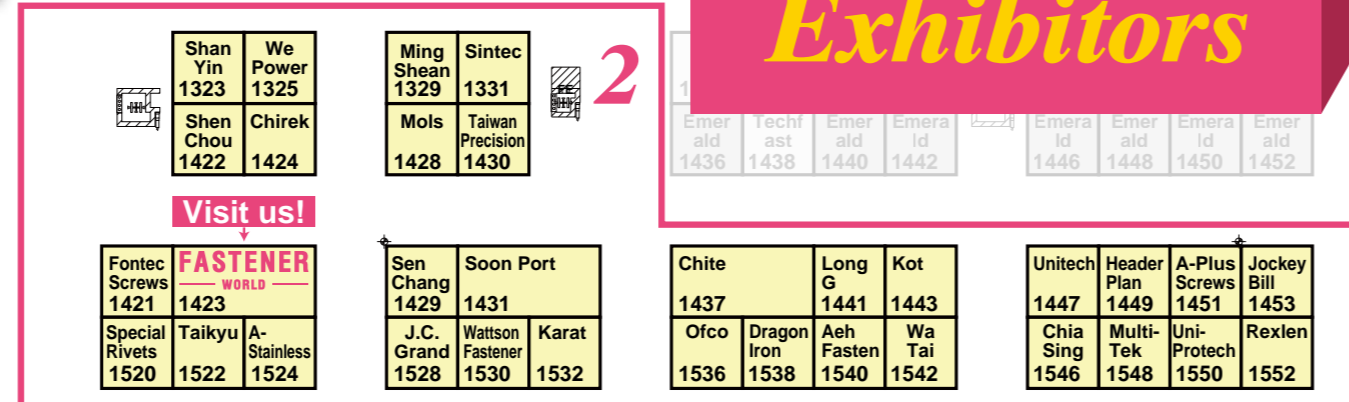 Exhibitors
2
Shan Yin
1323
We Power
1325
Shen Chou
1422
Chirek
1424
Ming Shean
1329
Sintec
1331
Mols
1428
Taiwan Precision
1430
FE
Emer ald
1436
Techf ast
1438
Emer ald
1440
Emera ld
1442
Emera ld
1446
Emer ald
1448
Emera ld
1450
Emer ald
1452
Visit us!
Fontec Screws
1421
FASTENER
WORLD
1423
Special Rivets
1520
Taikyu
1522
A-Stainless
1524
Sen Chang
1429
Soon Port
1431
J.C. Grand
1528
Wattson Fastener
1530
Karat
1532
Chite
1437
Long G
1441
Kot
1443
Ofco
1536
Dragon Iron
1538
Aeh Fasten
1540
Wa Tai
1542
Unitech
1447
Header Plan
1449
A-Plus Screws
1451
Jockey Bill
1453
Chia Sing
1546
Multi-Tek
1548
Uni-Protech
1550
Rexlen
1552